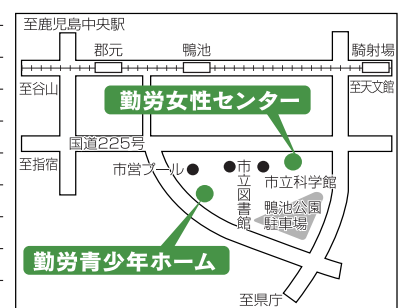 至鹿児島中央駅
郡元
鴨池
騎射場
至谷山
至天文館
勤労女性センター
国道225号
至指宿
市営プール
市立図書館
市立科学館
鴨池公園
駐車場
勤労青少年ホーム
至県庁